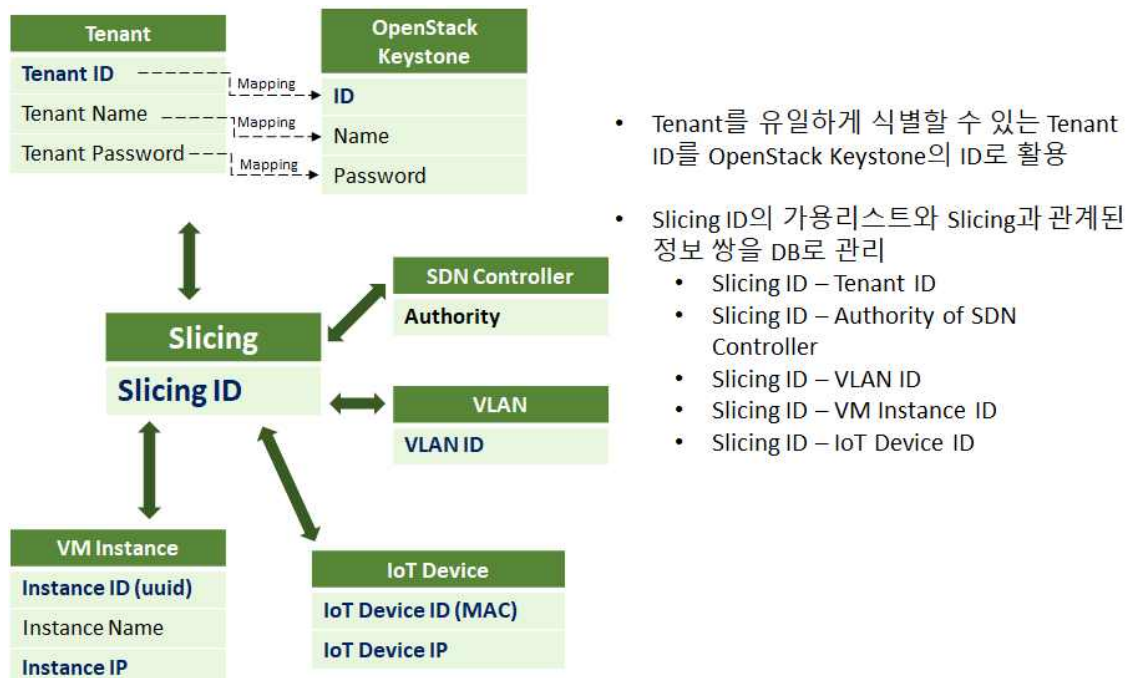 Tenant
Tenant ID
Tenant Name
Tenant Password
Mapping
Mapping
Mapping
OpenStack
Keystone
ID
Name
Password
SDN Controller
Authority
Slicing
Slicing ID
VLAN
VLAN ID
VM Instance
Instance ID (uuid)
Instance Name
Instance IP
IoT Device
IoT Device ID (MAC)
IoT Device IP
• Tenant를 유일하게 식별할 수 있는 Tenant
ID를 OpenStack Keystone의 ID로 활용
• Slicing ID의 가용리스트와 Slicing과 관계된
정보 쌍을 DB로 관리
• Slicing ID – Tenant ID
• Slicing ID – Authority of SDN
Controller
• Slicing ID – VLAN ID
• Slicing ID – VM Instance ID
• Slicing ID – IoT Device ID